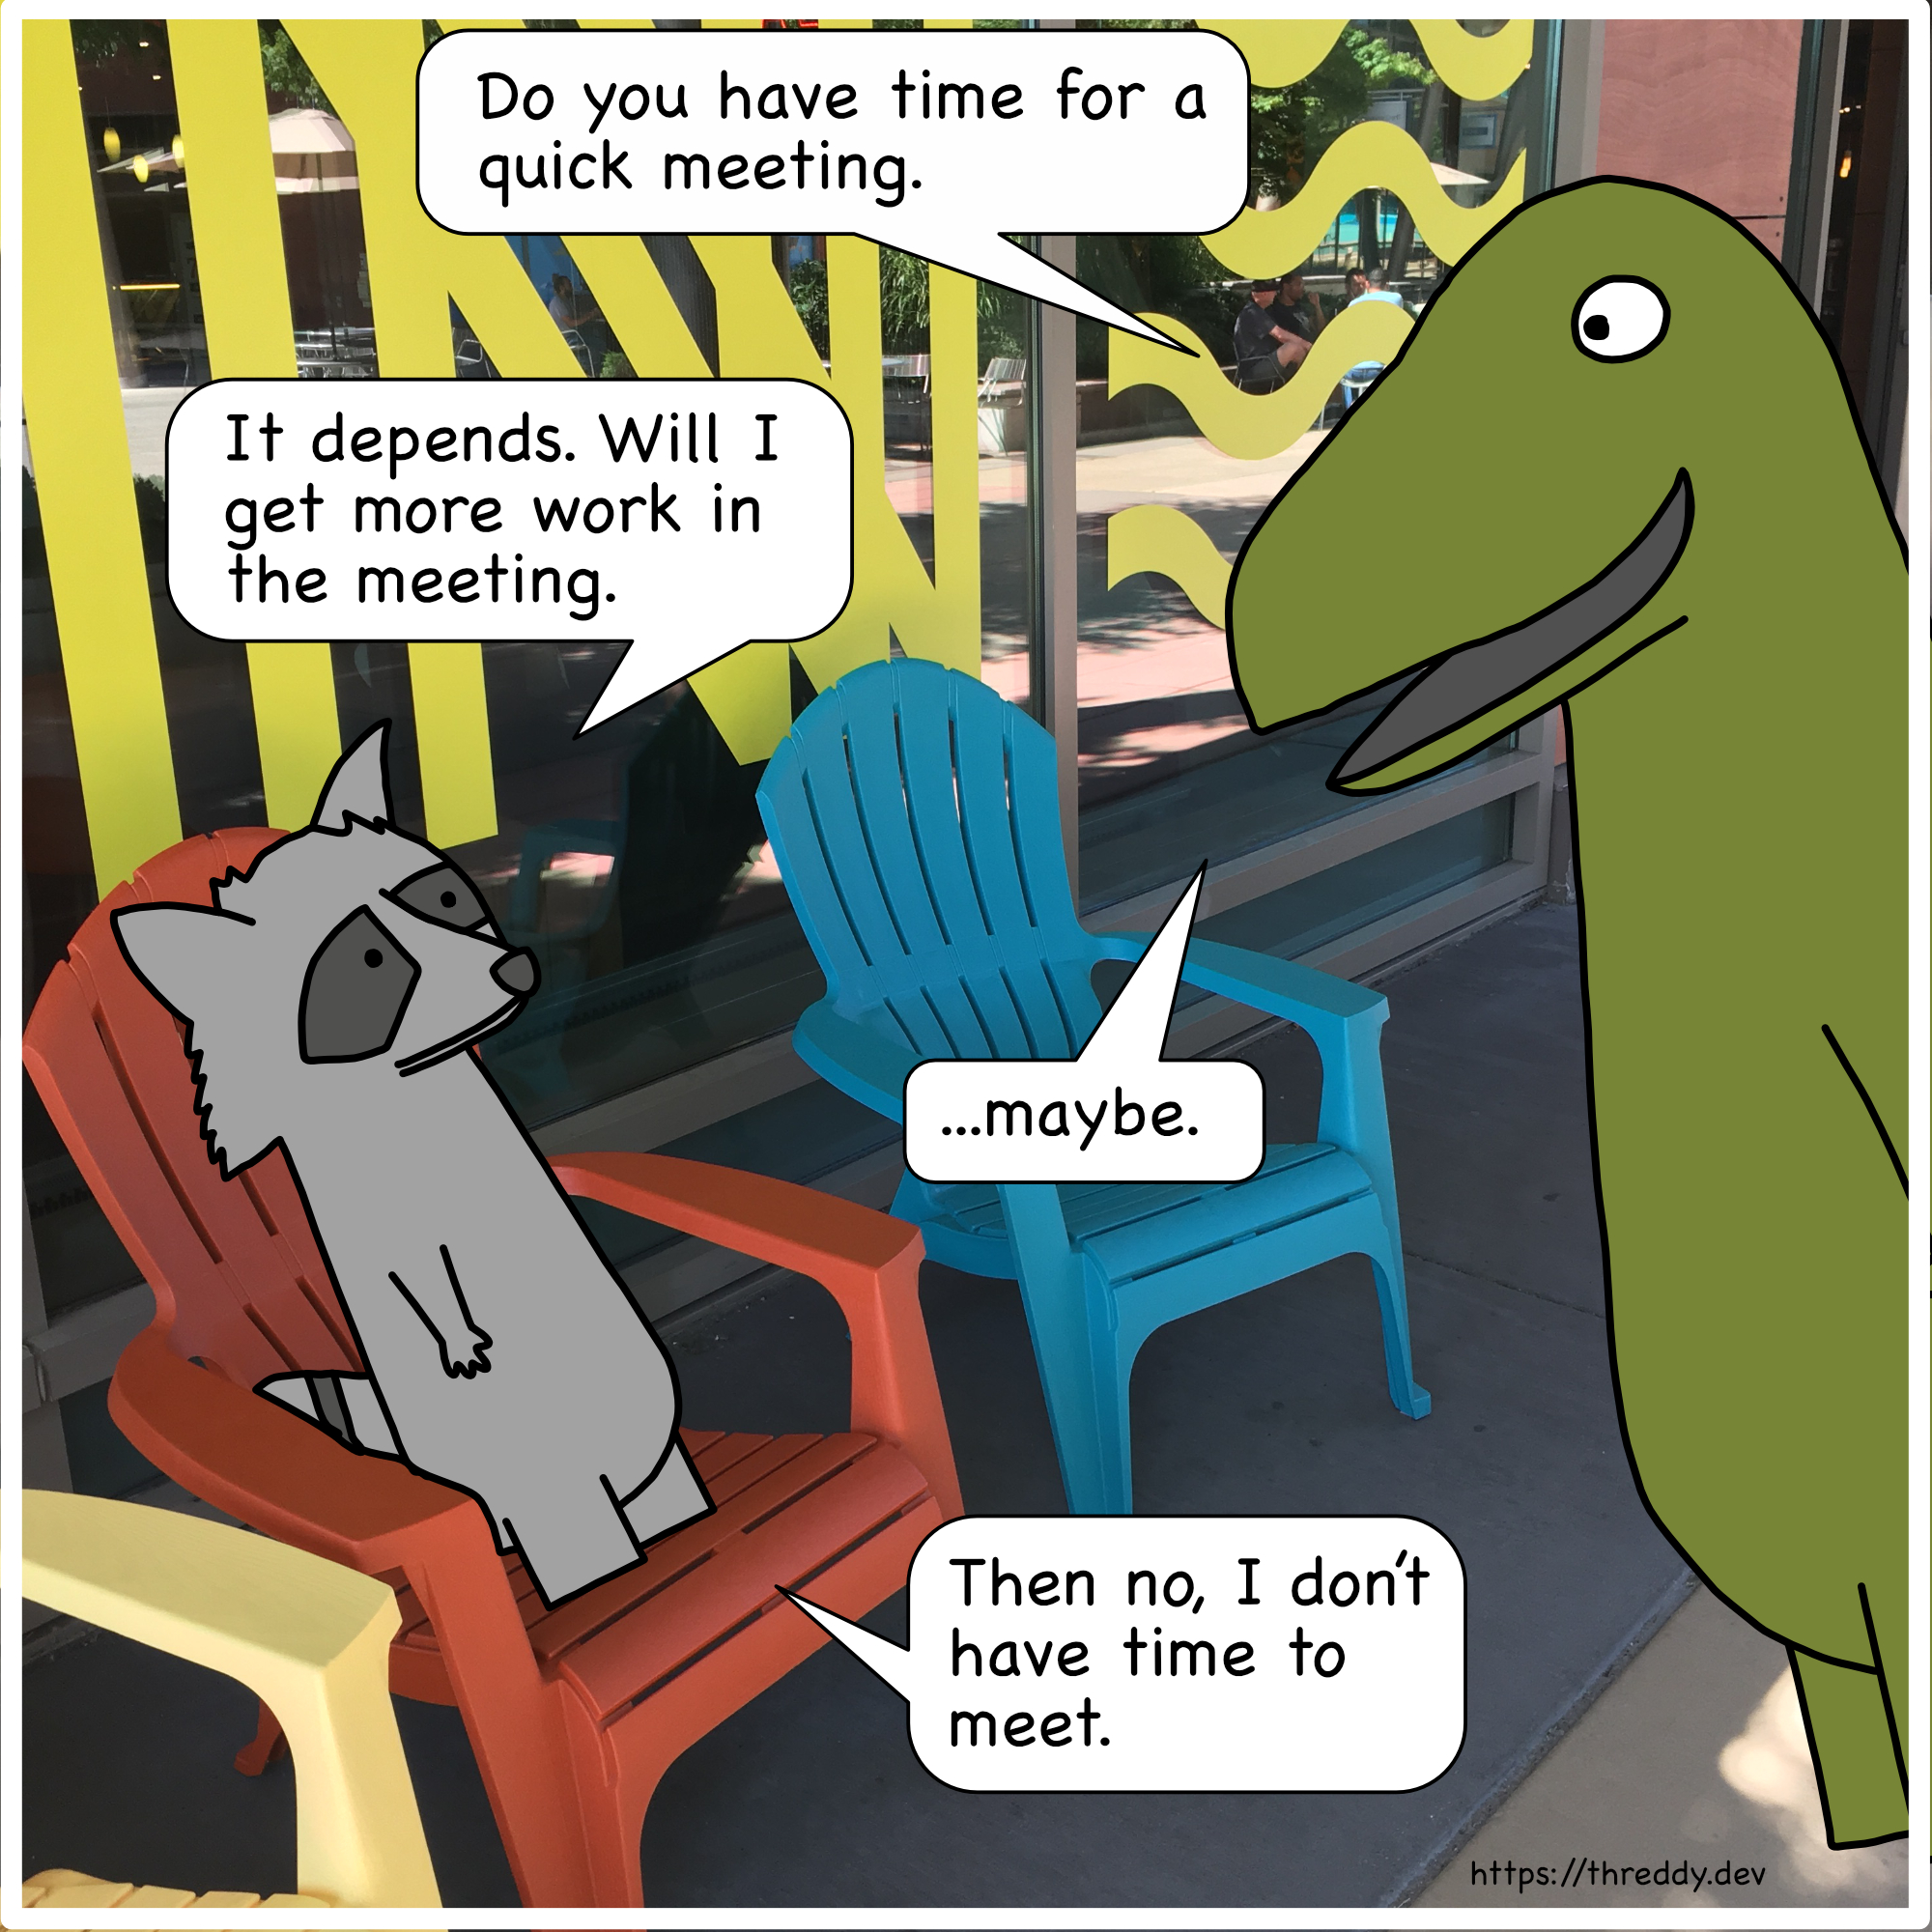 Do you have time for a
quick meeting.
It depends. Will I
get more work in
the meeting.
...maybe.
Then no, I don't
have time to
meet.
https://threddy.dev